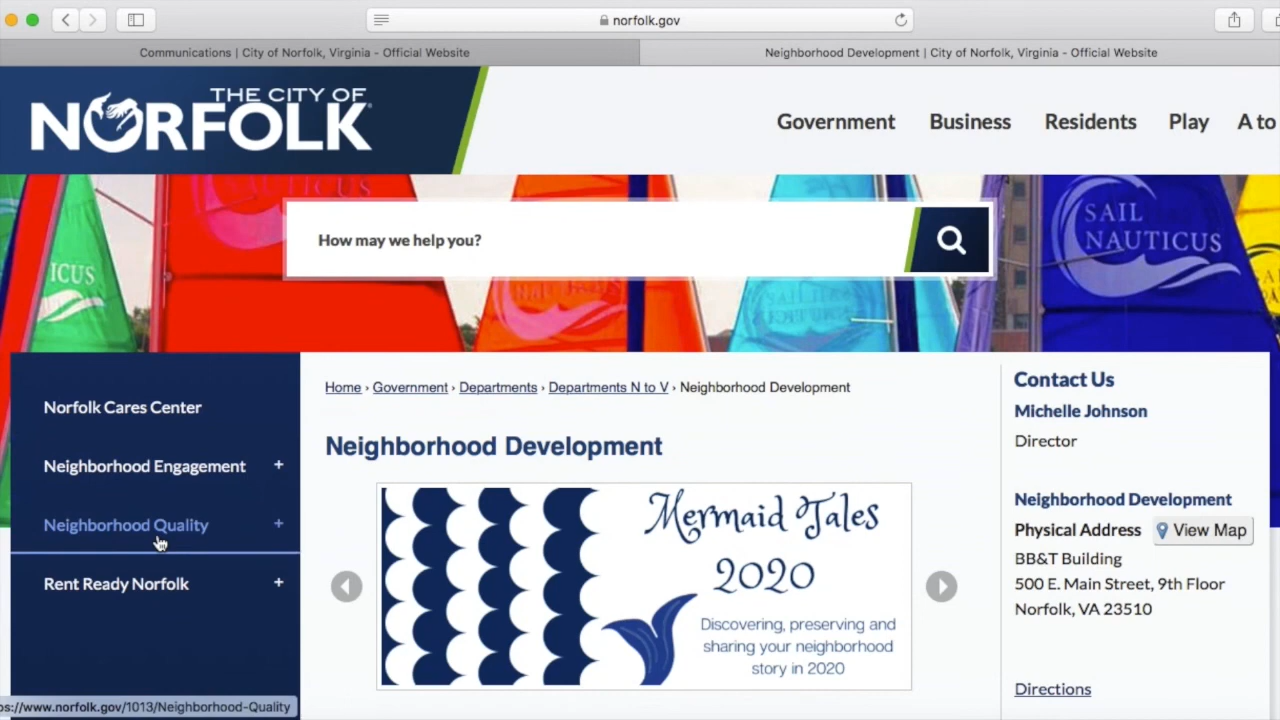 norfolk.gov
Communications | City of Norfolk, Virginia - Official Website
Neighborhood Development | City of Norfolk, Virginia - Official Website
THE CITY OF
NORFOLK
Government
Business
Residents
Play
A to
NAUTICUS
ICUS
SAIL
NAUTICUS
How may we help you?
Norfolk Cares Center
Neighborhood Engagement +
Neighborhood Quality +
Rent Ready Norfolk +
Home › Government › Departments › Departments N to V › Neighborhood Development
Neighborhood Development
Mermaid Tales
2020
Discovering, preserving and
sharing your neighborhood
story in 2020
Contact Us
Michelle Johnson
Director
Neighborhood Development
Physical Address View Map
BB&T Building
500 E. Main Street, 9th Floor
Norfolk, VA 23510
Directions
ps://www.norfolk.gov/1013/Neighborhood-Quality